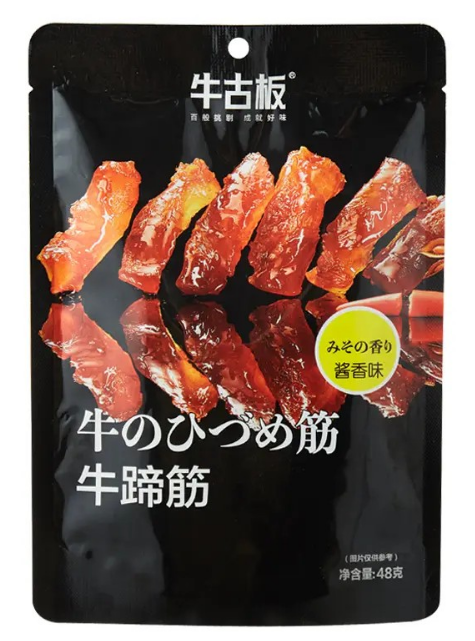 牛古板®
百般挑剔 成就好味
みその香り
酱香味
牛のひづめ筋
牛蹄筋
(图片仅供参考)
净含量:48克